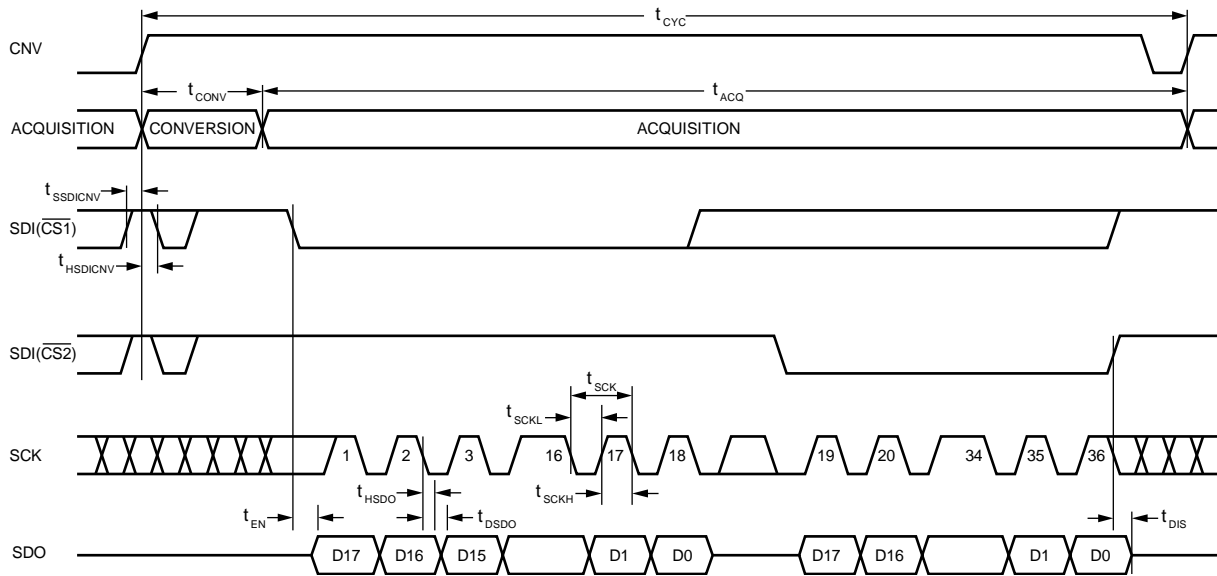 tCYC
CNV
tCONV
tACQ
ACQUISITION CONVERSION ACQUISITION
tSSDICNV
SDI(CS1)
tHSDICNV
SDI(CS2)
tSCK
tSCKL
SCK 1 2 3 16 17 18 19 20 34 35 36
tHSDO
tSCKH
tEN
tDSDO
tDIS
SDO D17 D16 D15 D1 D0 D17 D16 D1 D0